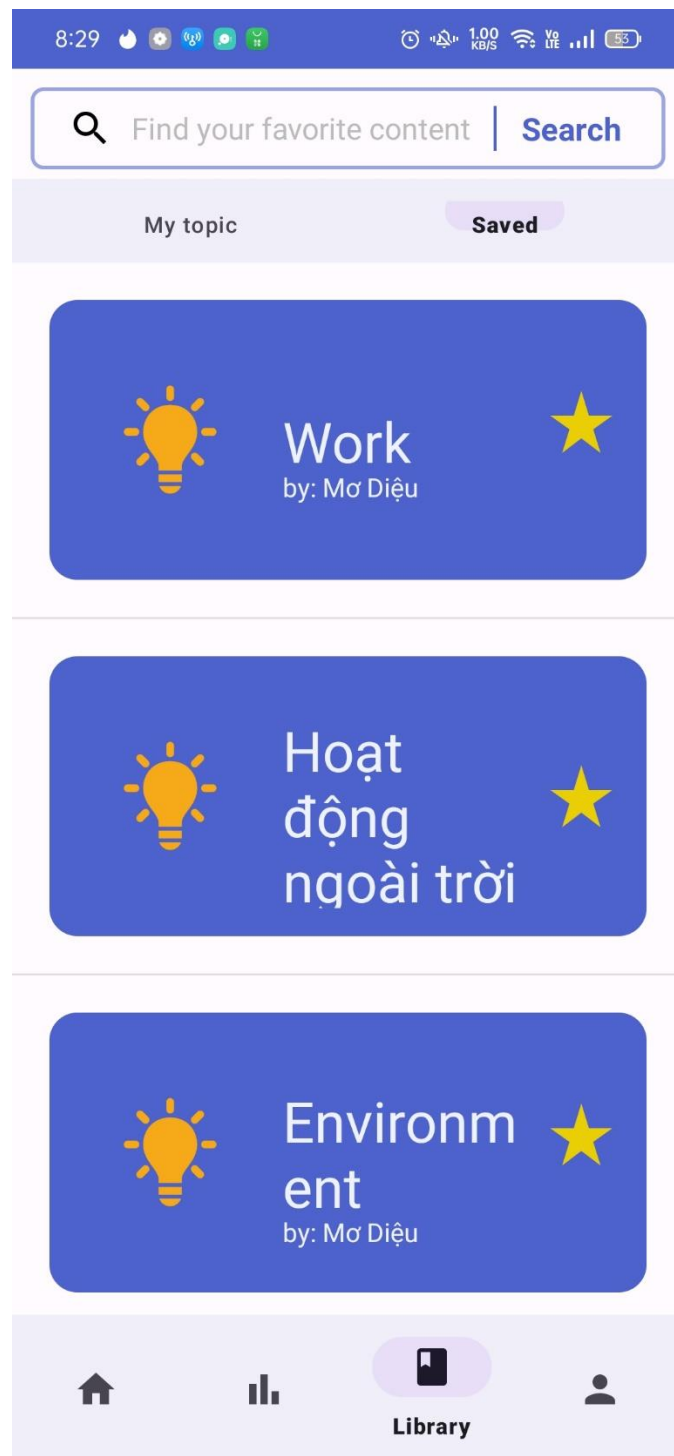 8:29
1.00
KB/S
VO
LTE
53
Find your favorite content
Search
My topic
Saved
Work
by: Mơ Diệu
Hoạt
động
ngoài trời
Environm
ent
by: Mơ Diệu
Library